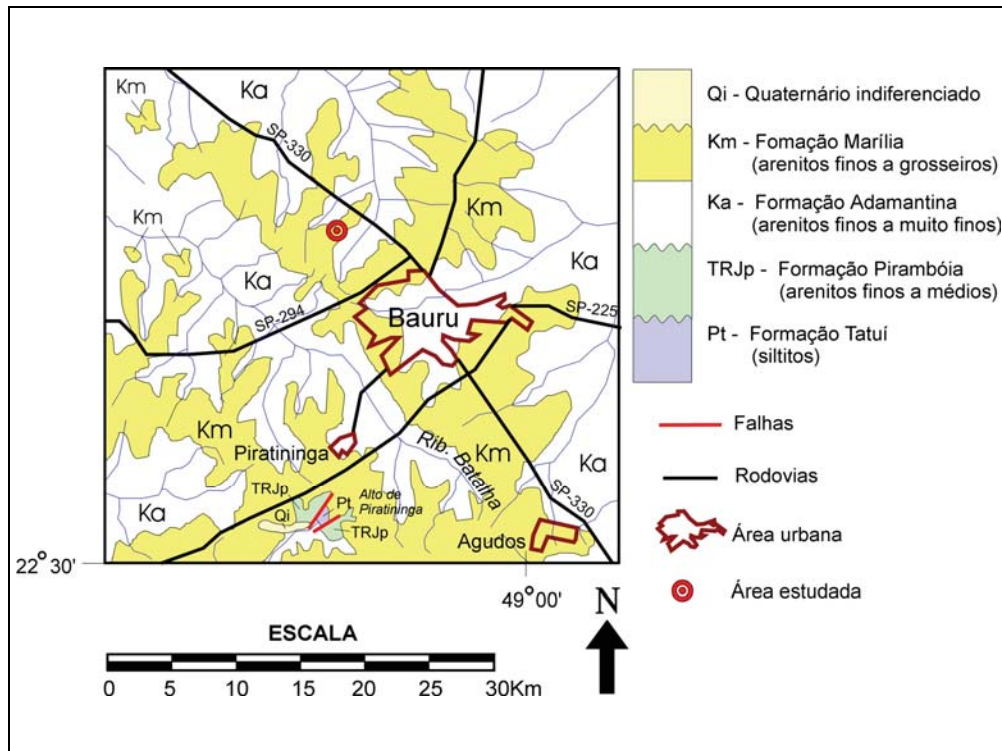 Km
Ka
Ka
SP-330
Km
Km
Ka
Ka
SP-294
Bauru
SP-225
Km
Piratininga
Rib. Batalha
Km
Ka
Ka
TRJp
Pt
Alto de
Piratininga
Qi
TRJp
SP-330
Agudos
22° 30'
49° 00'
N
ESCALA
0 5 10 15 20 25 30Km
Qi - Quaternário indiferenciado
Km - Fomação Marília
(arenitos finos a grosseiros)
Ka - Formação Adamantina
(arenitos finos a muito finos)
TRJp - Formação Pirambóia
(arenitos finos a médios)
Pt - Formação Tatuí
(siltitos)
Falhas
Rodovias
Área urbana
Área estudada